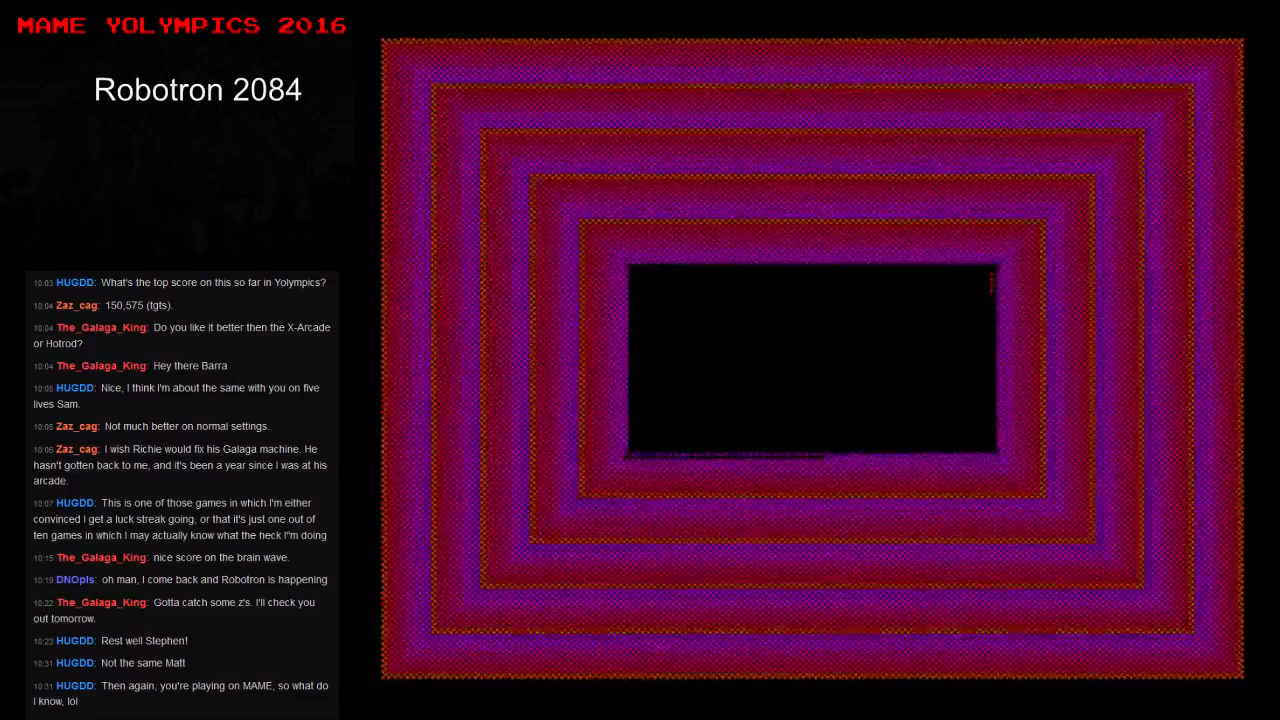 MAME YOLYMPICS 2016
Robotron 2084
10:03 HUGDD: What's the top score on this so far in Yolympics?
10:04 Zaz_cag: 150,575 (tgts).
10:04 The_Galaga_King: Do you like it better then the X-Arcade
or Hotrod?
10:04 The_Galaga_King: Hey there Barra
10:05 HUGDD: Nice, I think I'm about the same with you on five
lives Sam.
10:05 Zaz_cag: Not much better on normal settings.
10:06 Zaz_cag: I wish Richie would fix his Galaga machine. He
hasn't gotten back to me, and it's been a year since I was at his
arcade.
10:07 HUGDD: This is one of those games in which I'm either
convinced I get a luck streak going, or that it's just one out of
ten games in which I may actually know what the heck I"m doing
10:15 The_Galaga_King: nice score on the brain wave.
10:19 DNOpls: oh man, I come back and Robotron is happening
10:22 The_Galaga_King: Gotta catch some z's. I'll check you
out tomorrow.
10:23 HUGDD: Rest well Stephen!
10:31 HUGDD: Not the same Matt
10:31 HUGDD: Then again, you're playing on MAME, so what do
I know, lol